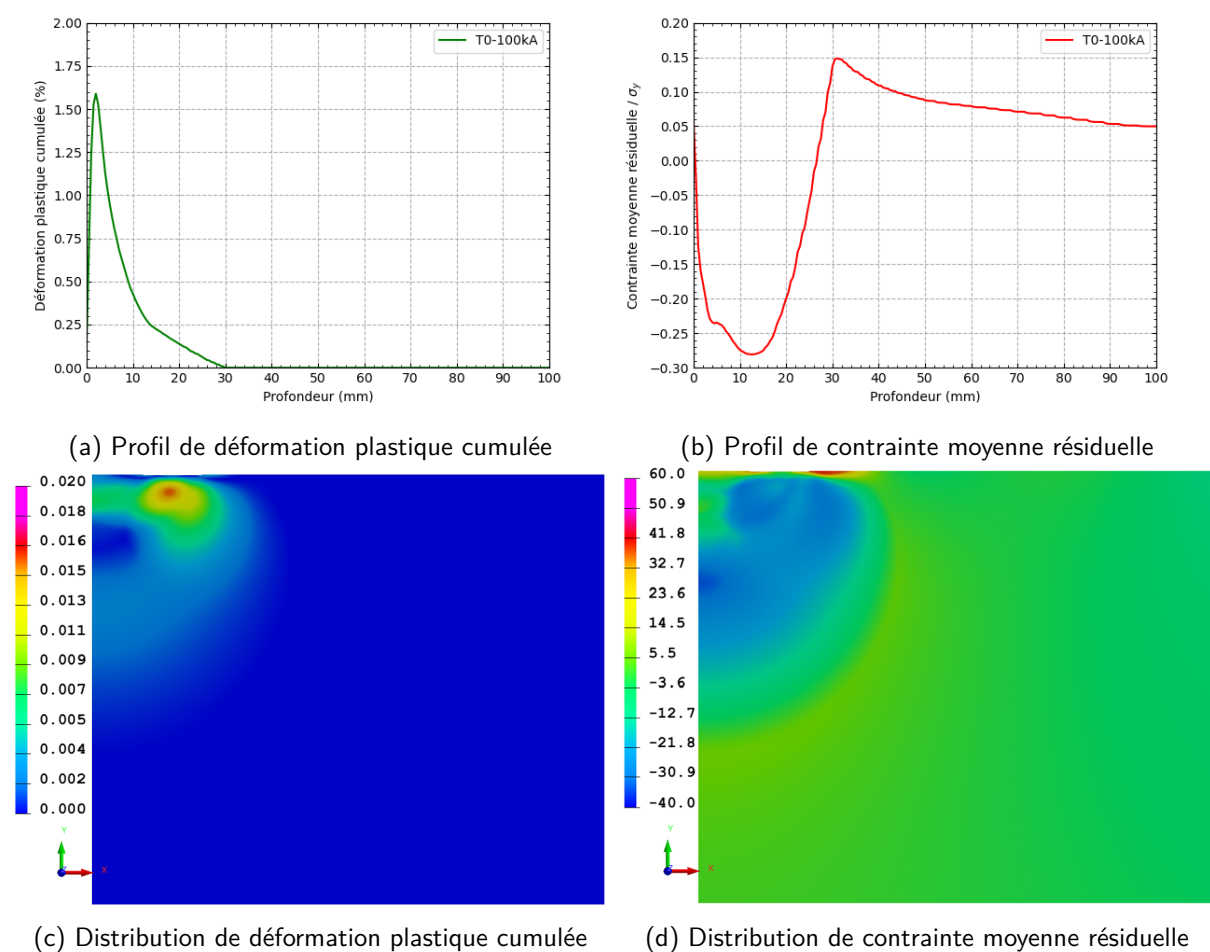 2.00
1.75
1.50
1.25
1.00
0.75
0.50
0.25
0.00
Déformation plastique cumulée (%)
T0-100kA
0 10 20 30 40 50 60 70 80 90 100
Profondeur (mm)
0.20
0.15
0.10
0.05
0.00
−0.05
−0.10
−0.15
−0.20
−0.25
−0.30
Contrainte moyenne résiduelle / σy
T0-100kA
0 10 20 30 40 50 60 70 80 90 100
Profondeur (mm)
(a) Profil de déformation plastique cumulée
(b) Profil de contrainte moyenne résiduelle
0.020
0.018
0.016
0.015
0.013
0.011
0.009
0.007
0.005
0.004
0.002
0.000
Y
X
60.0
50.9
41.8
32.7
23.6
14.5
5.5
-3.6
-12.7
-21.8
-30.9
-40.0
Y
X
(c) Distribution de déformation plastique cumulée
(d) Distribution de contrainte moyenne résiduelle